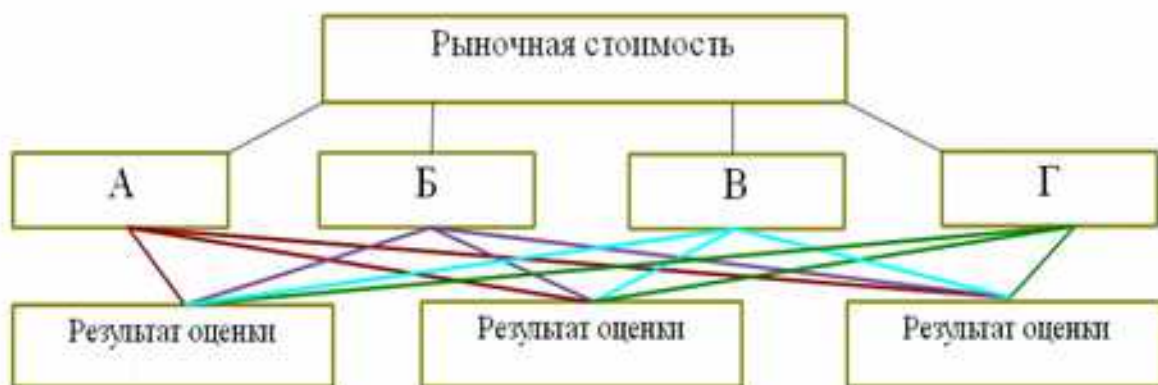 Рыночная стоимость
А
Б
В
Г
Результат оценки
Результат оценки
Результат оценки